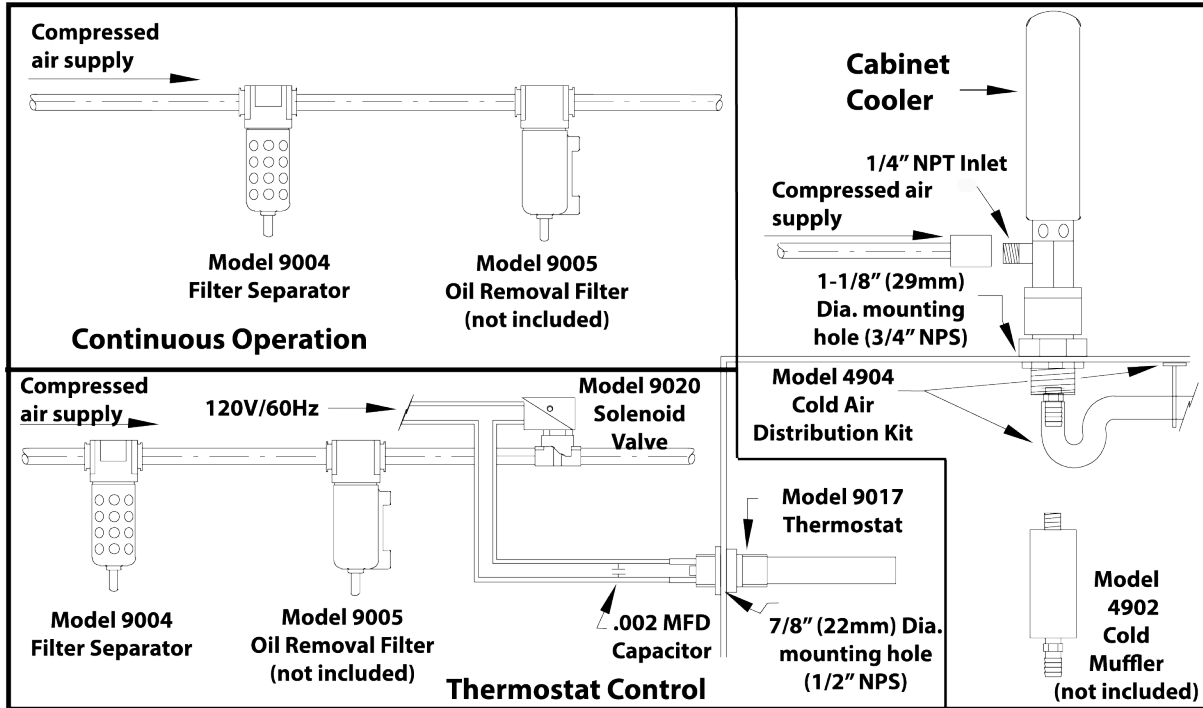 Compressed
air supply
Model 9004
Filter Separator
Model 9005
Oil Removal Filter
(not included)
Continuous Operation
Cabinet
Cooler
1/4” NPT Inlet
Compressed air
supply
1-1/8” (29mm)
Dia. mounting
hole (3/4” NPS)
Model 4904
Cold Air
Distribution Kit
Compressed
air supply
120V/60Hz
Model 9020
Solenoid
Valve
Model 9004
Filter Separator
Model 9005
Oil Removal Filter
(not included)
.002 MFD
Capacitor
Model 9017
Thermostat
7/8” (22mm) Dia.
mounting hole
(1/2” NPS)
Thermostat Control
Model
4902
Cold
Muffler
(not included)